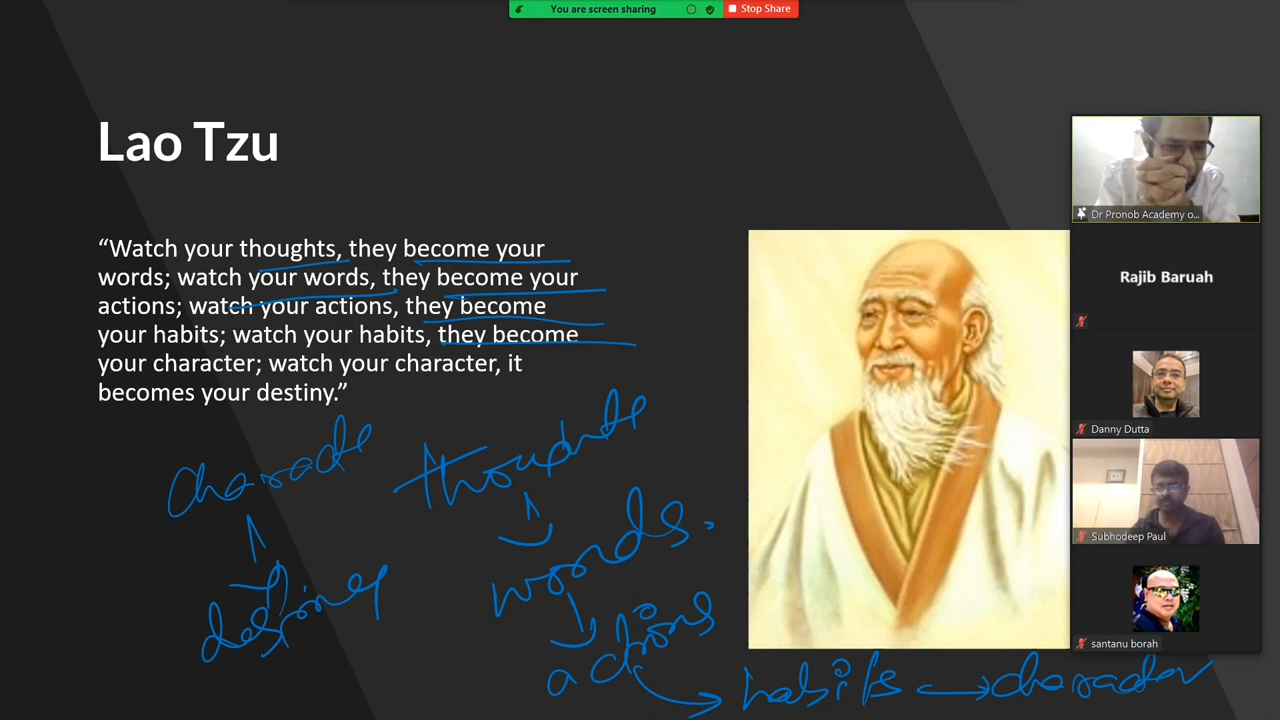 You are screen sharing
Stop Share
Lao Tzu
“Watch your thoughts, they become your
words; watch your words, they become your
actions; watch your actions, they become
your habits; watch your habits, they become
your character; watch your character, it
becomes your destiny.”
thoughts
words.
actions
habits → character
destiny
Dr Pronob Academy o...
Rajib Baruah
Danny Dutta
Subhodeep Paul
santanu borah